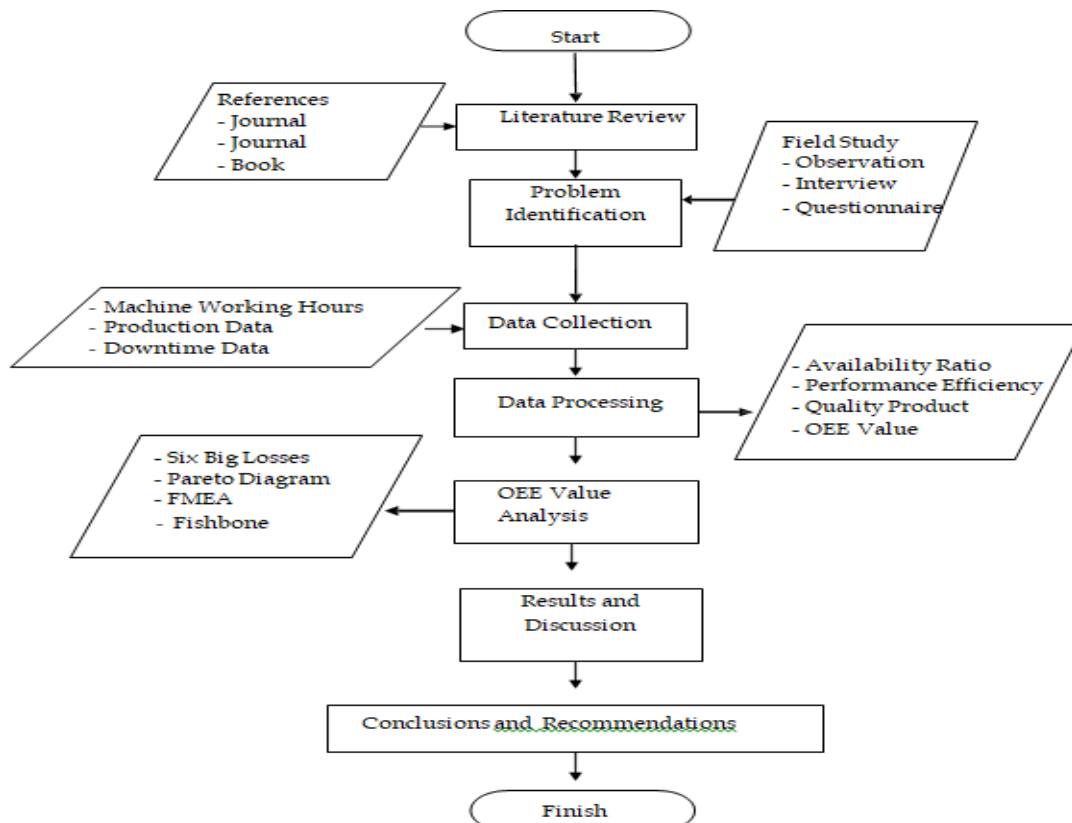 Start
References
- Journal
- Journal
- Book
Literature Review
Field Study
- Observation
- Interview
- Questionnaire
Problem
Identification
- Machine Working Hours
- Production Data
- Downtime Data
Data Collection
Data Processing
- Availability Ratio
- Performance Efficiency
- Quality Product
- OEE Value
- Six Big Losses
- Pareto Diagram
- FMEA
- Fishbone
OEE Value
Analysis
Results and
Discussion
Conclusions and Recommendations
Finish